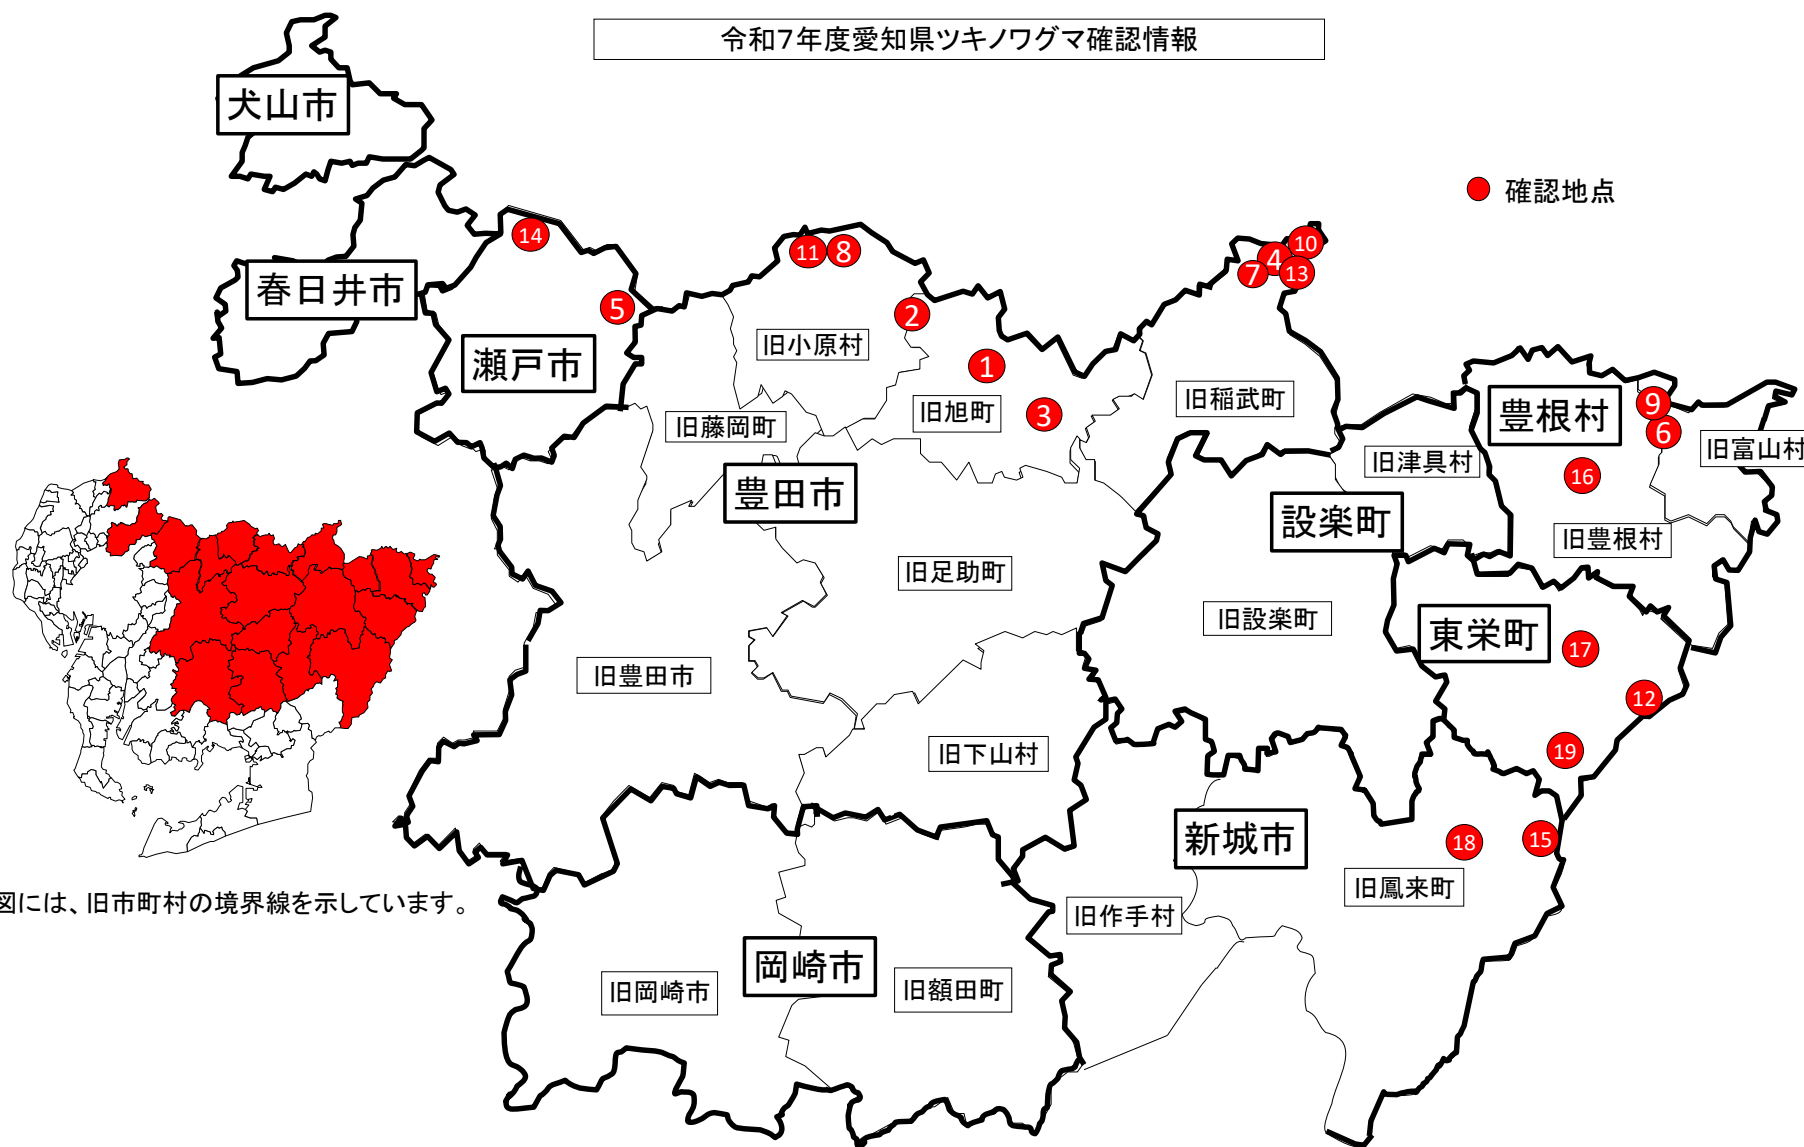 令和7年度愛知県ツキノワグマ確認情報
犬山市
確認地点
14
11
8
10
4
7
13
春日井市
5
2
旧小原村
瀬戸市
1
旧稲武町
豊根村
9
3
旧旭町
6
旧藤岡町
旧富山村
旧津具村
16
豊田市
設楽町
旧豊根村
旧足助町
旧設楽町
東栄町
17
旧豊田市
12
旧下山村
19
新城市
18
15
旧鳳来町
図には、旧市町村の境界線を示しています。
旧作手村
岡崎市
旧岡崎市
旧額田町